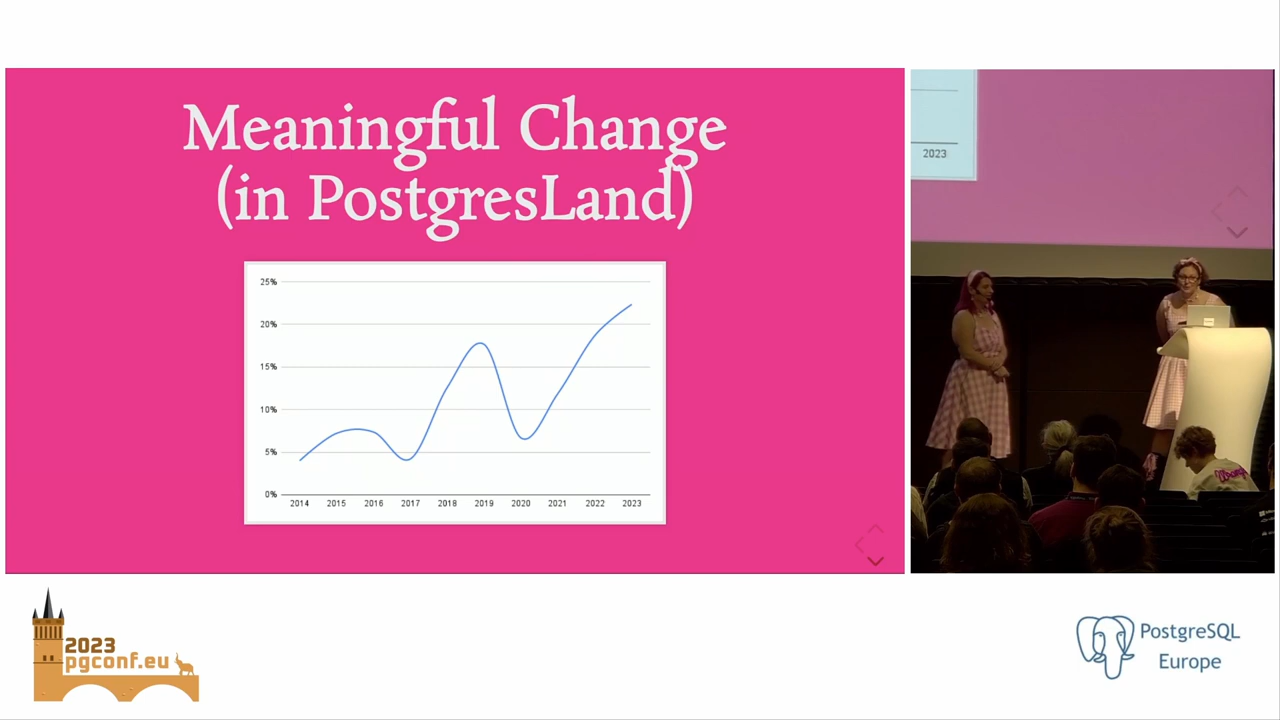 Meaningful Change
(in PostgresLand)
25%
20%
15%
10%
5%
0%
2014 2015 2016 2017 2018 2019 2020 2021 2022 2023
2023
2023
pgconf.eu
PostgreSQL
Europe